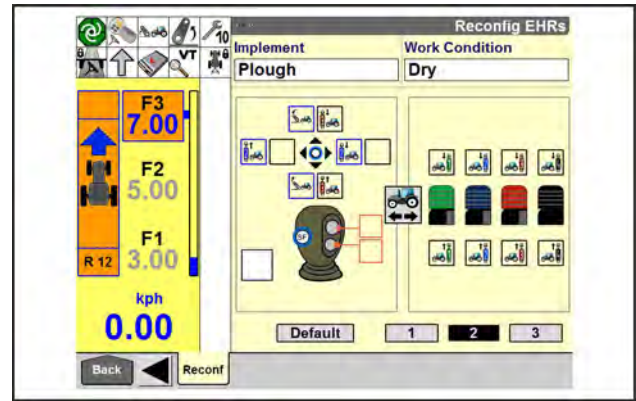 Reconfig EHRs
10
VT
Implement
Work Condition
Plough
Dry
F3
7.00
F2
5.00
F1
R 12
3.00
SF
kph
0.00
Default
1
2
3
Back
Reconf